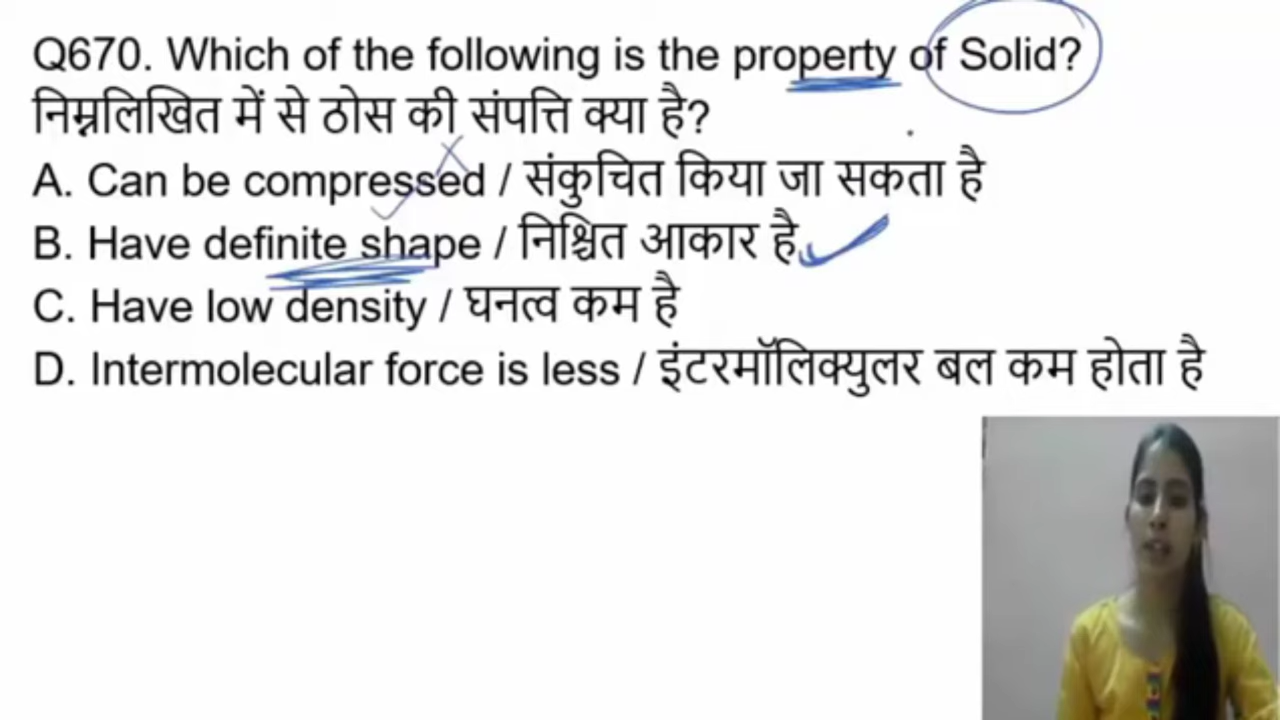 Q670. Which of the following is the property of Solid?
निम्नलिखित में से ठोस की संपत्ति क्या है?
A. Can be compressed / संकुचित किया जा सकता है
B. Have definite shape / निश्चित आकार है
C. Have low density / घनत्व कम है
D. Intermolecular force is less / इंटरमॉलिक्युलर बल कम होता है